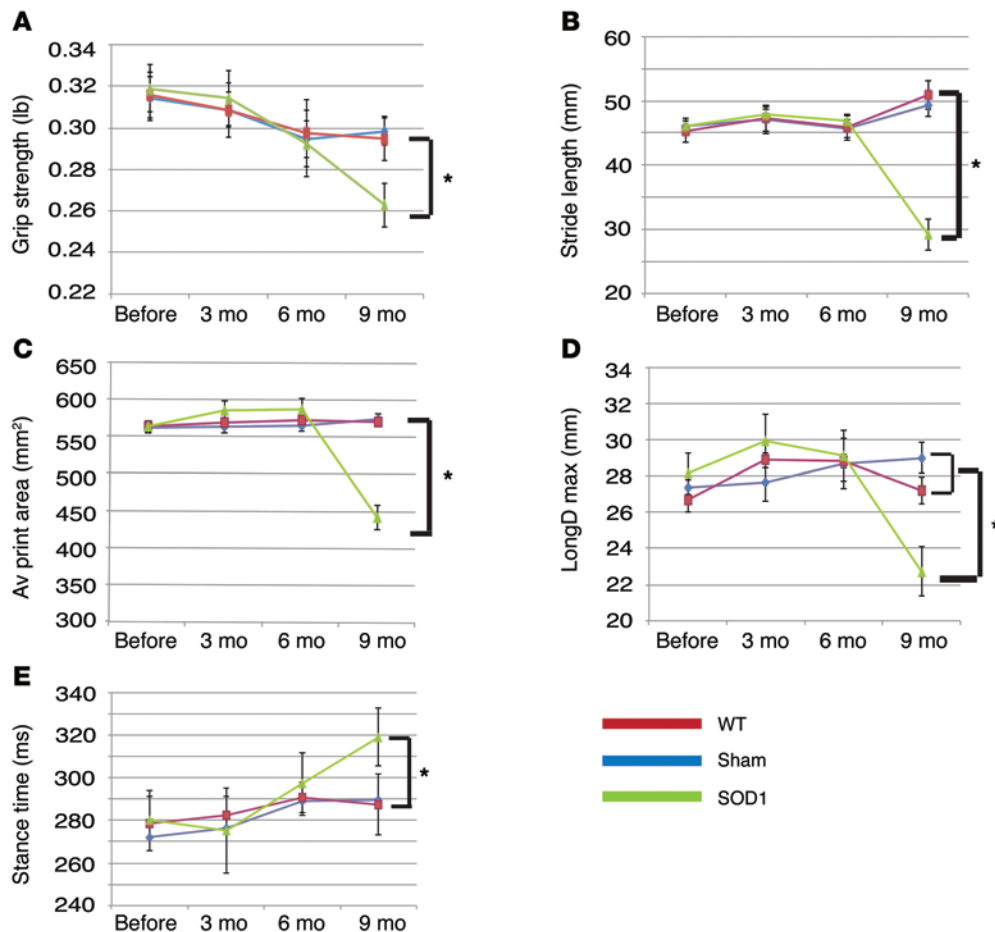 A
Grip strength (lb)
0.34
0.32
0.30
0.28
0.26
0.24
0.22
*
Before 3 mo 6 mo 9 mo
B
Stride length (mm)
60
50
40
30
20
*
Before 3 mo 6 mo 9 mo
C
Av print area (mm²)
650
600
550
500
450
400
350
300
*
Before 3 mo 6 mo 9 mo
D
LongD max (mm)
34
32
30
28
26
24
22
20
*
Before 3 mo 6 mo 9 mo
E
Stance time (ms)
340
320
300
280
260
240
*
Before 3 mo 6 mo 9 mo
WT
Sham
SOD1